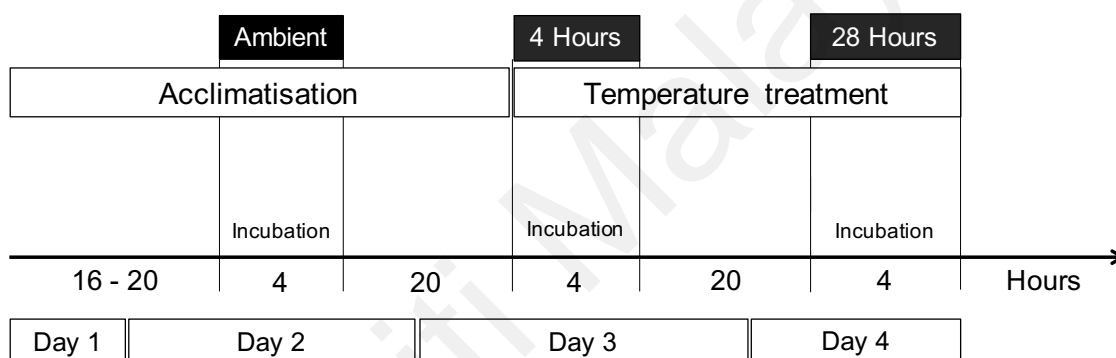 Ambient 4 Hours 28 Hours
Acclimatisation Temperature treatment
Incubation Incubation Incubation
16 - 20 4 20 4 20 4 Hours
Day 1 Day 2 Day 3 Day 4